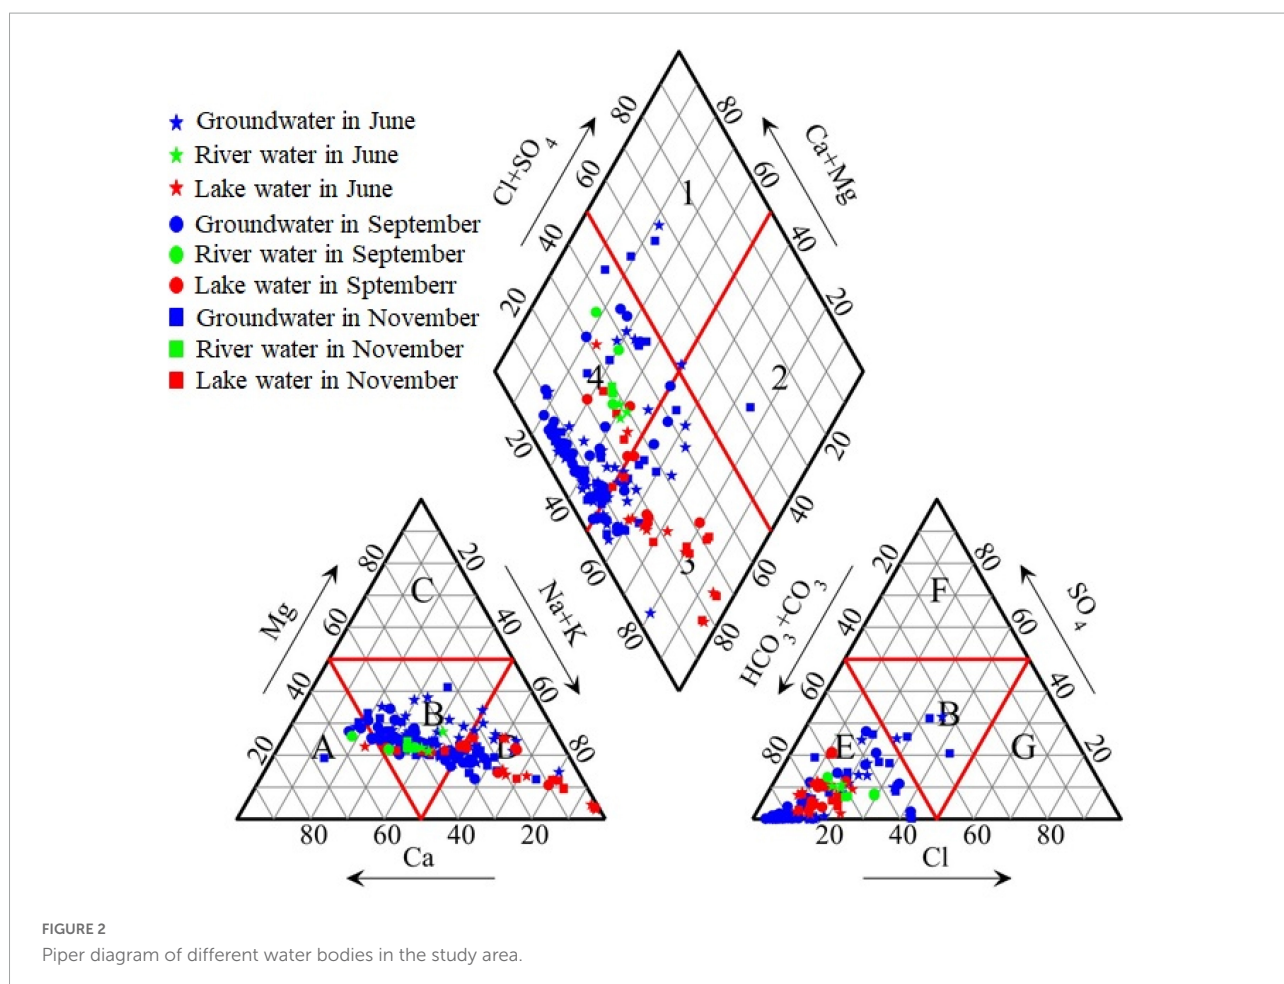 Groundwater in June
River water in June
Lake water in June
Groundwater in September
River water in September
Lake water in Sptemberr
Groundwater in November
River water in November
Lake water in November
80
80
Cl+SO4
Ca+Mg
60
60
1
40
40
20
20
4
2
20
20
40
40
3
60
60
80
80
80
20
C
Mg
Na+K
60
40
40
60
B
20
A
D
80
80
60
40
20
Ca
20
80
F
HCO3+CO3
SO4
40
60
60
40
B
80
E
G
20
20
40
60
80
Cl
FIGURE 2
Piper diagram of different water bodies in the study area.